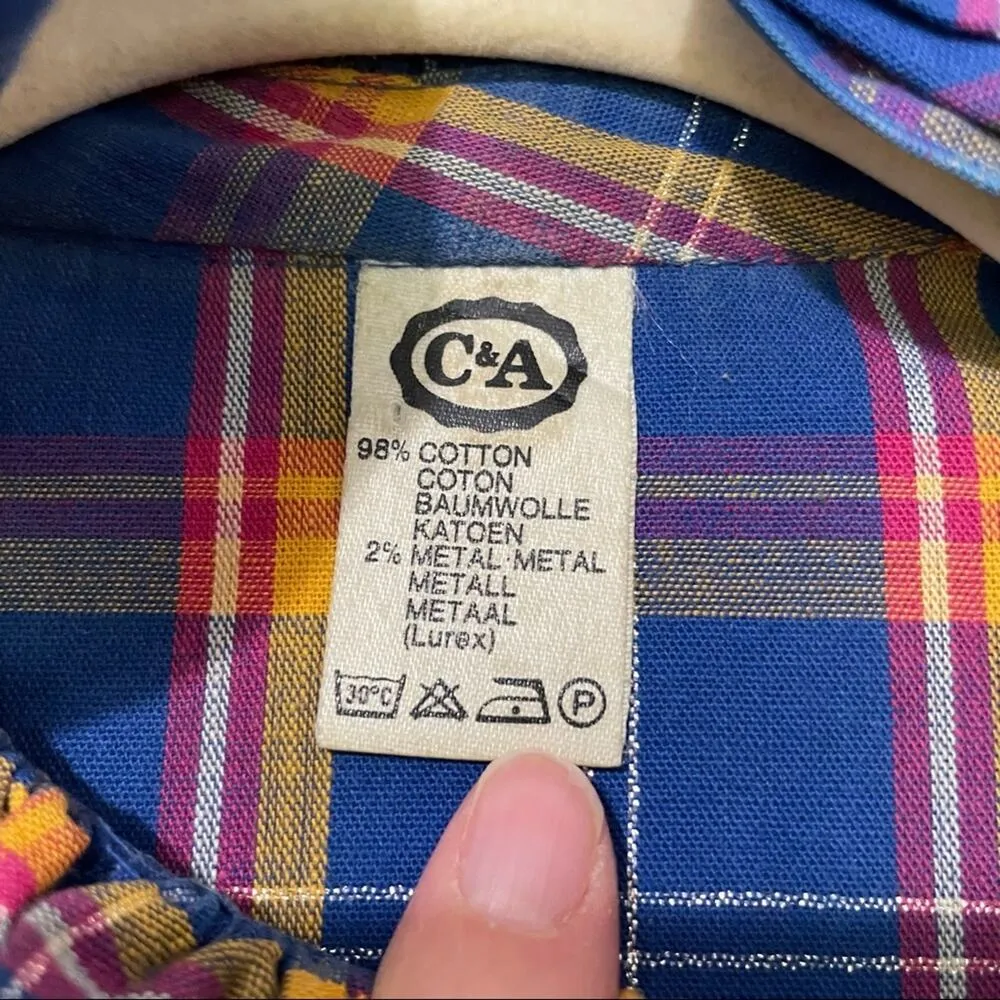 C&A
98% COTTON
COTON
BAUMWOLLE
KATOEN
2% METAL·METAL
METALL
METAAL
(Lurex)
30°C P